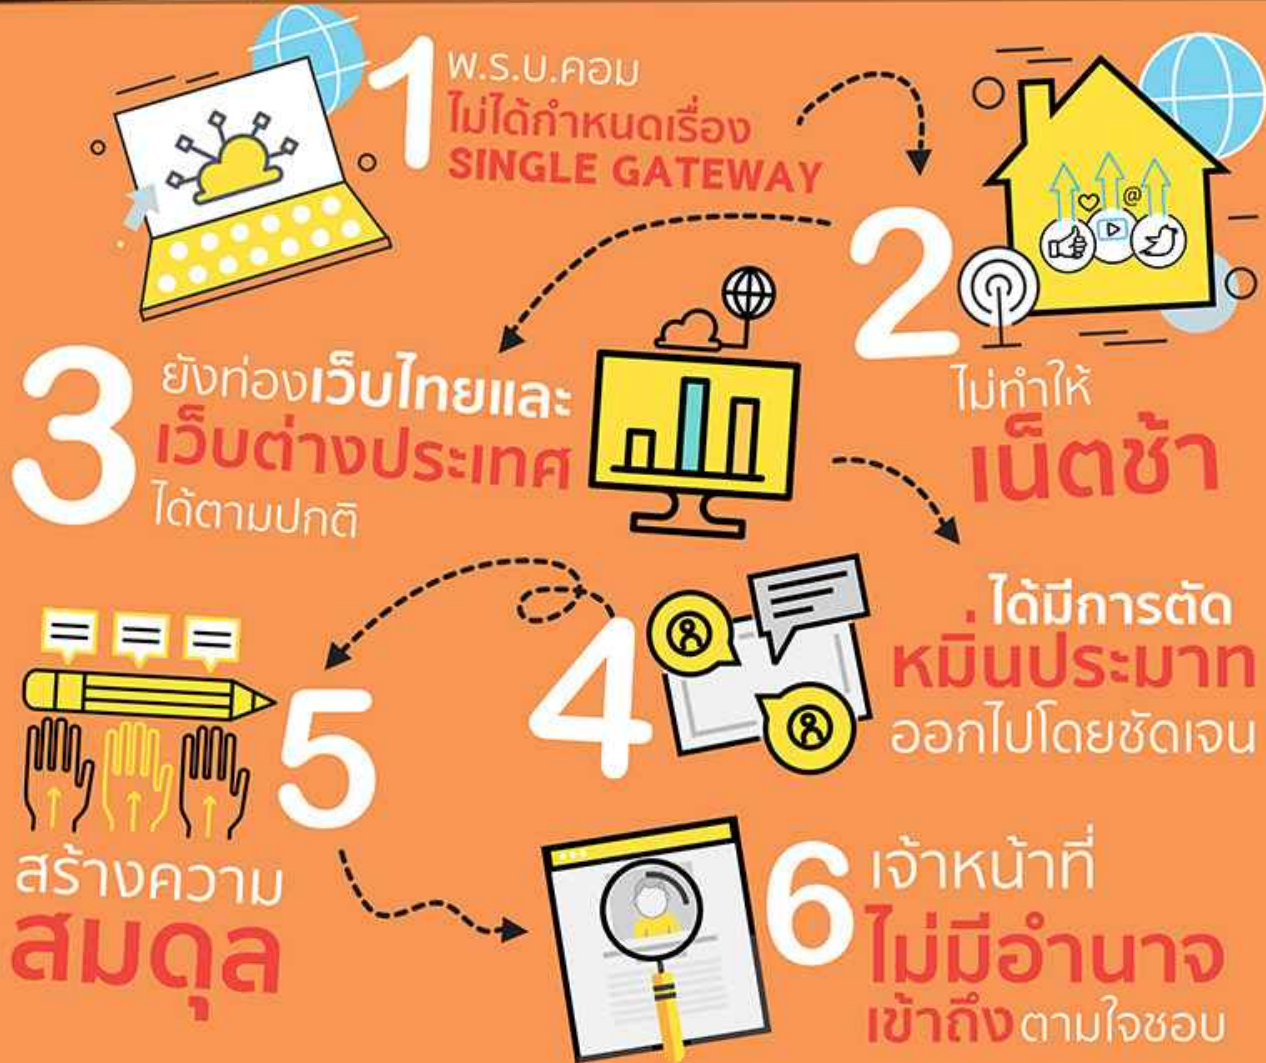 1
พ.ร.บ.คอม
ไม่ได้กำหนดเรื่อง
SINGLE GATEWAY
2
ไม่ทำให้
เน็ตช้า
3
ยังท่องเว็บไทยและ
เว็บต่างประเทศ
ได้ตามปกติ
4
ได้มีการตัด
หมิ่นประมาท
ออกไปโดยชัดเจน
5
สร้างความ
สมดุล
6
เจ้าหน้าที่
ไม่มีอำนาจ
เข้าถึงตามใจชอบ